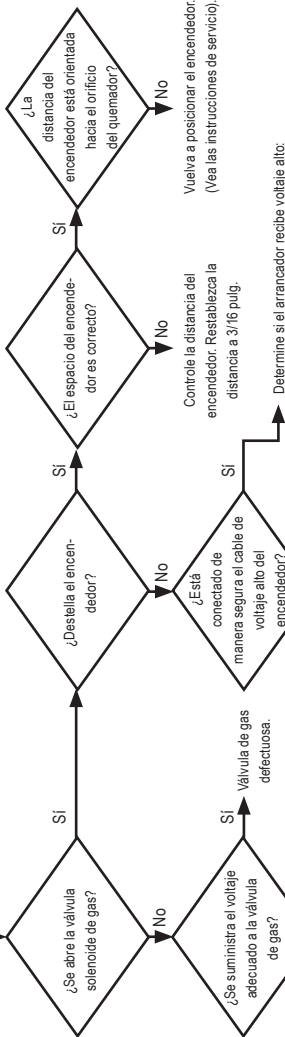 ¿Se abre la válvula
solenoide de gas?
Sí
No
¿Se suministra el voltaje
adecuado a la válvula
de gas?
Sí
Válvula de gas
defectuosa.
¿Destella el encen-
dedor?
Sí
No
¿Está
conectado de
manera segura el cable de
voltaje alto del
encendedor?
Sí
Determine si el arrancador recibe voltaje alto:
¿El espacio del encende-
dor es correcto?
Sí
No
Controle la distancia del
encendedor. Restablezca la
distancia a 3/16 pulg.
¿La
distancia del
encendedor está orientada
hacia el orificio
del quemador?
No
Vuelva a posicionar el encendedor.
(Vea las instrucciones de servicio).